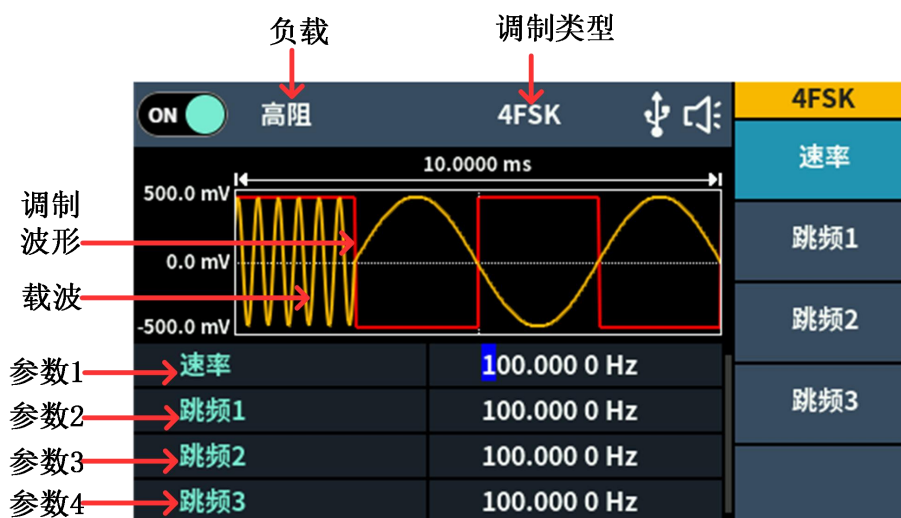 负载
调制类型
ON
高阻
4FSK
4FSK
速率
10.0000 ms
500.0 mV
调制
波形
跳频1
0.0 mV
载波
跳频2
-500.0 mV
参数1
速率
100.000 0 Hz
跳频3
参数2
跳频1
100.000 0 Hz
参数3
跳频2
100.000 0 Hz
参数4
跳频3
100.000 0 Hz